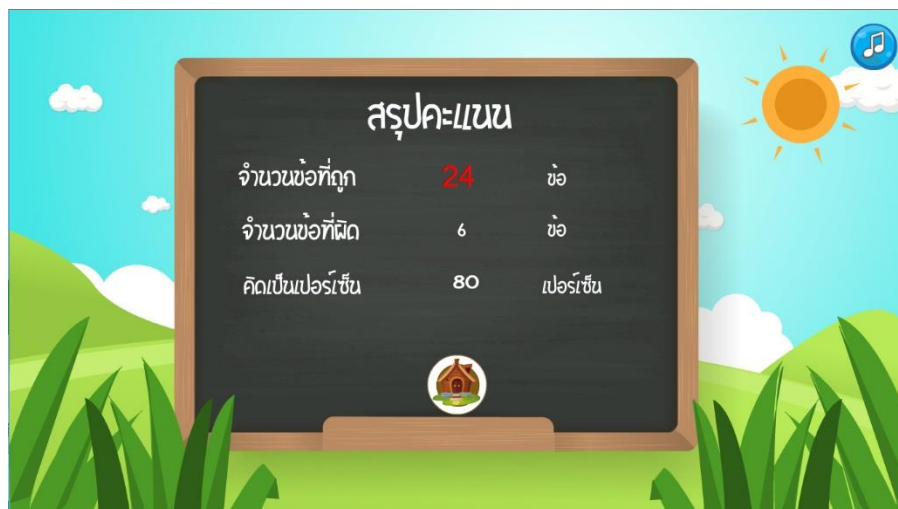 สรุปคะแนน
จำนวนข้อที่ถูก 24 ข้อ
จำนวนข้อที่ผิด 6 ข้อ
คิดเป็นเปอร์เซ็น 80 เปอร์เซ็น